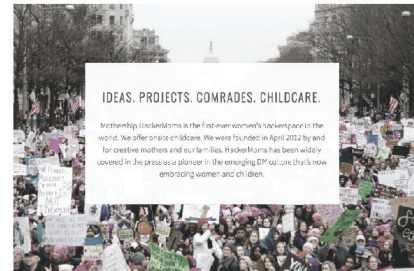 IDEAS. PROJECTS. COMRADES. CHILDCARE.
Mothership HackerMoms is the first-ever women's hackerspace in the
world. We offer onsite childcare. We were founded in April 2012 by and
for creative mothers and our families. HackerMoms has been widely
covered in the press as a pioneer in the emerging DIY culture that's now
embracing women and children.